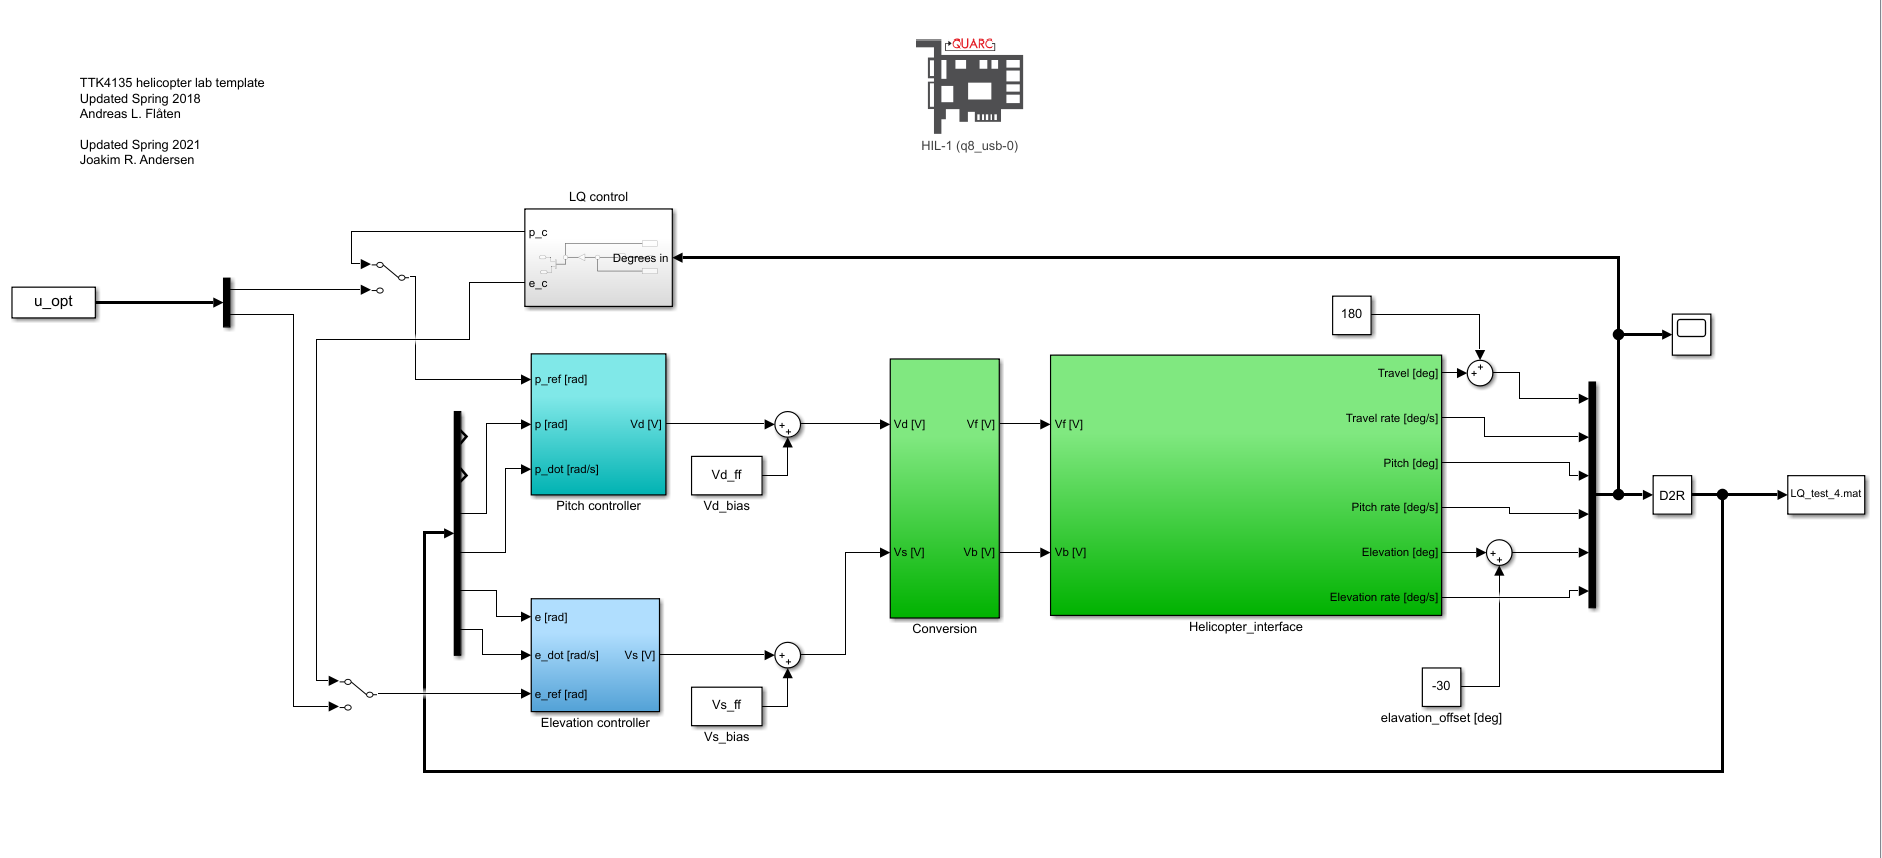 QUARC
TTK4135 helicopter lab template
Updated Spring 2018
Andreas L. Flåten
Updated Spring 2021
Joakim R. Andersen
HIL-1 (q8_usb-0)
LQ control
p_c
Degrees in
e_c
u_opt
180
p_ref [rad]
p [rad]
Vd [V]
p_dot [rad/s]
Pitch controller
Vd_ff
Vd_bias
Vd [V]
Vf [V]
Vs [V]
Vb [V]
Conversion
Vf [V]
Vb [V]
Travel [deg]
Travel rate [deg/s]
Pitch [deg]
Pitch rate [deg/s]
Elevation [deg]
Elevation rate [deg/s]
Helicopter_interface
D2R
LQ_test_4.mat
e [rad]
e_dot [rad/s]
Vs [V]
e_ref [rad]
Elevation controller
Vs_ff
Vs_bias
-30
elavation_offset [deg]